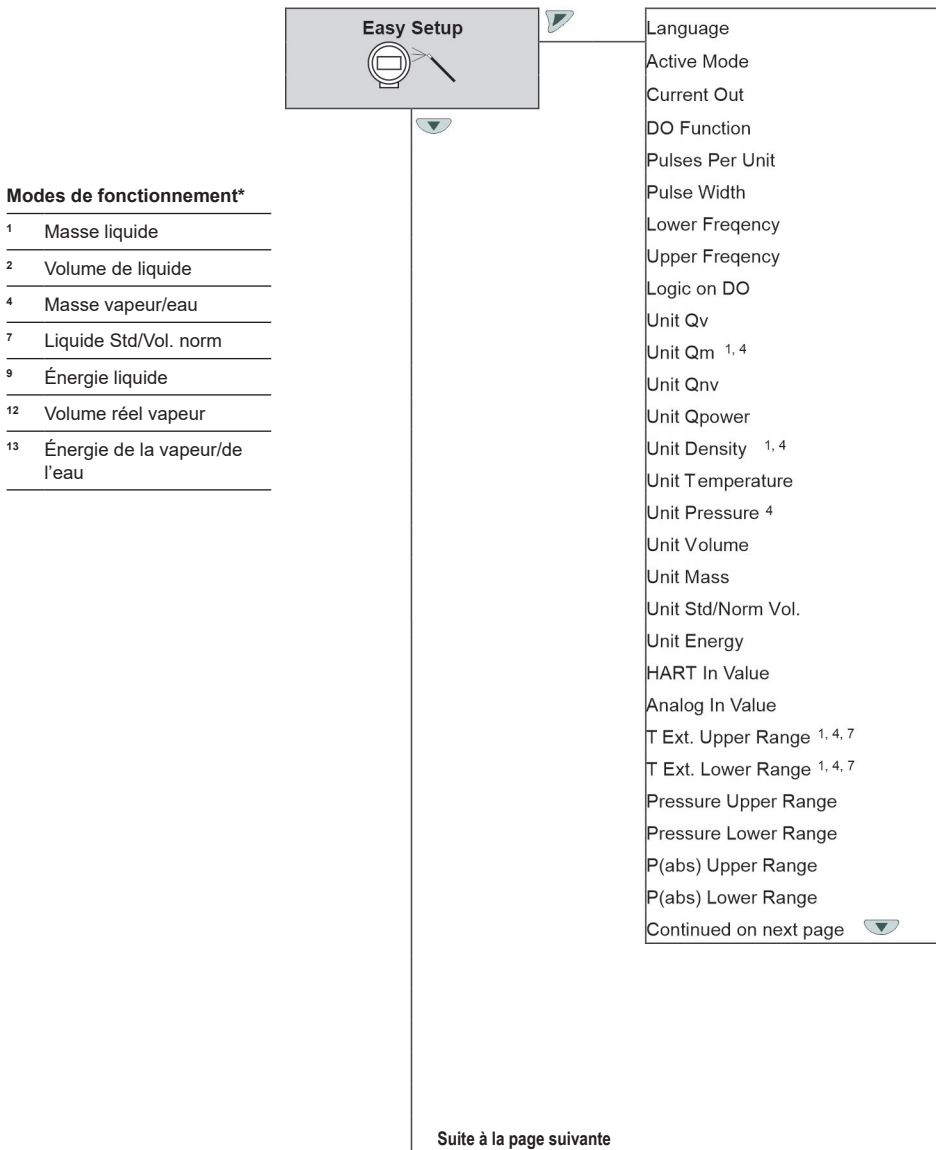 Easy Setup
Modes de fonctionnement*
1 Masse liquide
2 Volume de liquide
4 Masse vapeur/eau
7 Liquide Std/Vol. norm
9 Énergie liquide
12 Volume réel vapeur
13 Énergie de la vapeur/de
l'eau
Language
Active Mode
Current Out
DO Function
Pulses Per Unit
Pulse Width
Lower Freqency
Upper Freqency
Logic on DO
Unit Qv
Unit Qm 1, 4
Unit Qnv
Unit Qpower
Unit Density 1, 4
Unit Temperature
Unit Pressure 4
Unit Volume
Unit Mass
Unit Std/Norm Vol.
Unit Energy
HART In Value
Analog In Value
T Ext. Upper Range 1, 4, 7
T Ext. Lower Range 1, 4, 7
Pressure Upper Range
Pressure Lower Range
P(abs) Upper Range
P(abs) Lower Range
Continued on next page
Suite à la page suivante